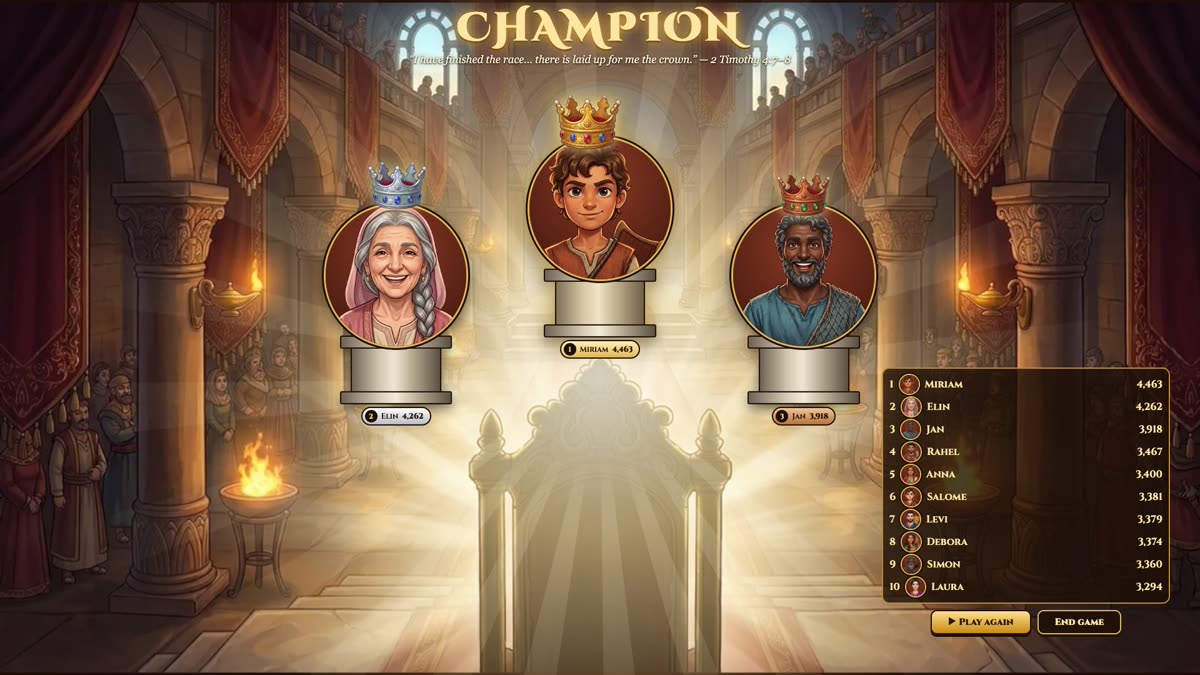 CHAMPION
"I have finished the race... there is laid up for me the crown." — 2 Timothy 4:7–8
1 MIRIAM 4,463
2 ELIN 4,262
3 JAN 3,918
1 MIRIAM 4,463
2 ELIN 4,262
3 JAN 3,918
4 RAHEL 3,467
5 ANNA 3,400
6 SALOME 3,381
7 LEVI 3,379
8 DEBORA 3,374
9 SIMON 3,360
10 LAURA 3,294
▶ PLAY AGAIN
END GAME